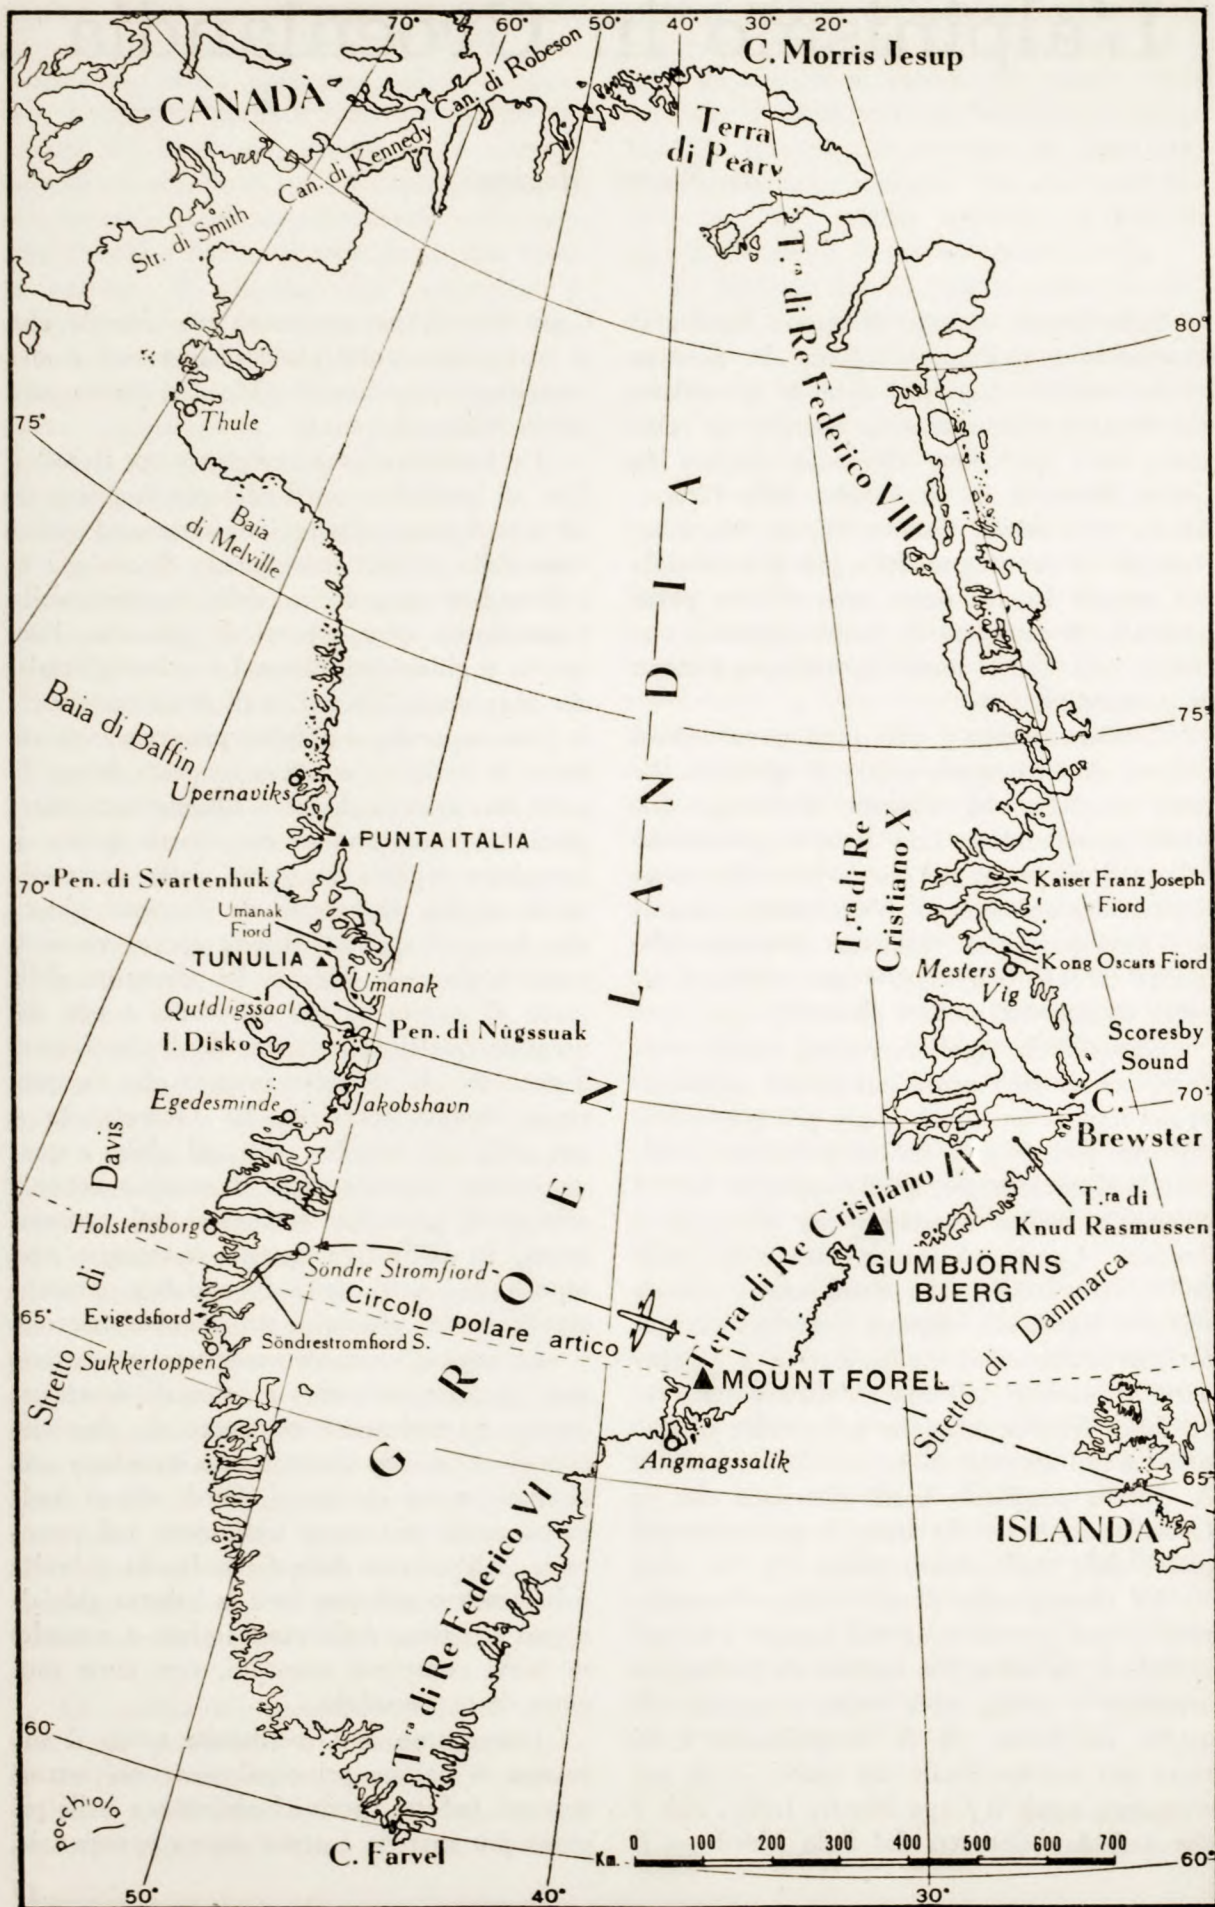 70° 60° 50° 40° 30° 20°
C. Morris Jesup
CANADÀ
Can. di Robeson
Can. di Kennedy
Str. di Smith
Terra
di Peary
T.ra di Re Federico VIII
80°
Thule
75°
Baia
di Melville
GROENLANDIA
Baia di Baffin
75°
Upernaviks
PUNTA ITALIA
70°
Pen. di Svartenhuk
Umanak
Fiord
TUNULIA
Umanak
Qutdligssaat
I. Disko
Pen. di Nûgssuak
T.ra di Re
Cristiano X
Kaiser Franz Joseph
Fiord
Kong Oscars Fiord
Mesters
Vig
Scoresby
Sound
70°
C.
Brewster
Egedesminde
Jakobshavn
Stretto di Davis
Holstensborg
Söndre Stromfiord
Circolo polare artico
Evigedsfiord
Söndrestromfiord S.
65°
Sukkertoppen
Terra di Re Cristiano IX
T.ra di
Knud Rasmussen
GUMBJÖRNS
BJERG
Stretto di Danimarca
MOUNT FOREL
Angmagssalik
65°
ISLANDA
T.ra di Re Federico VI
60°
pocchiola
C. Farvel
Km. 0 100 200 300 400 500 600 700
60°
50° 40° 30°